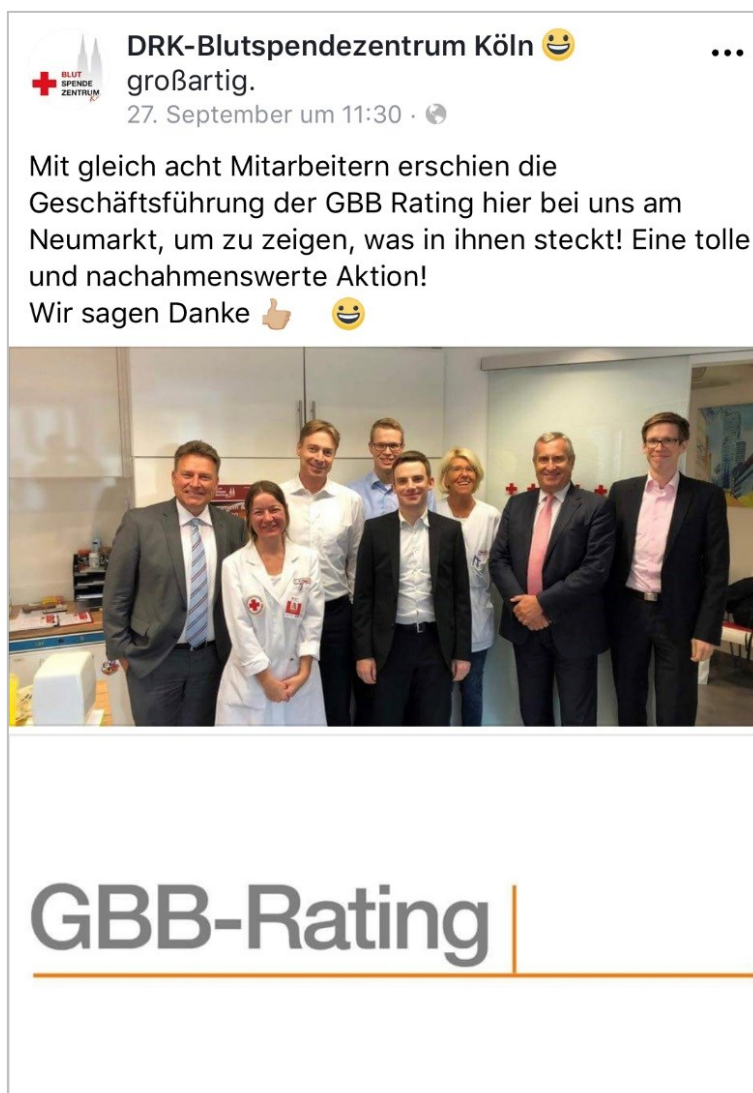 BLUT
SPENDE
ZENTRUM
DRK-Blutspendezentrum Köln 😀
großartig.
27. September um 11:30 ·
Mit gleich acht Mitarbeitern erschien die
Geschäftsführung der GBB Rating hier bei uns am
Neumarkt, um zu zeigen, was in ihnen steckt! Eine tolle
und nachahmenswerte Aktion!
Wir sagen Danke 👍🏼 😀
GBB-Rating